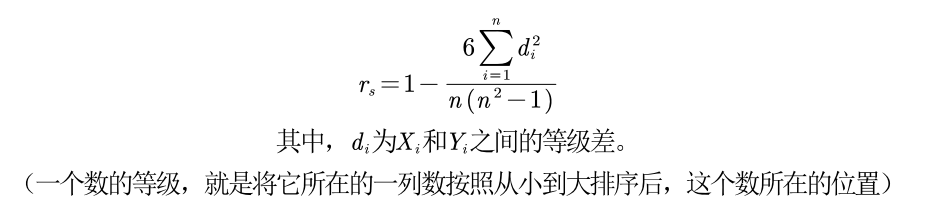 r_s = 1 - \frac{6\sum_{i=1}^{n} d_i^2}{n(n^2-1)}
其中，d_i为X_i和Y_i之间的等级差。
（一个数的等级，就是将它所在的一列数按照从小到大排序后，这个数所在的位置）